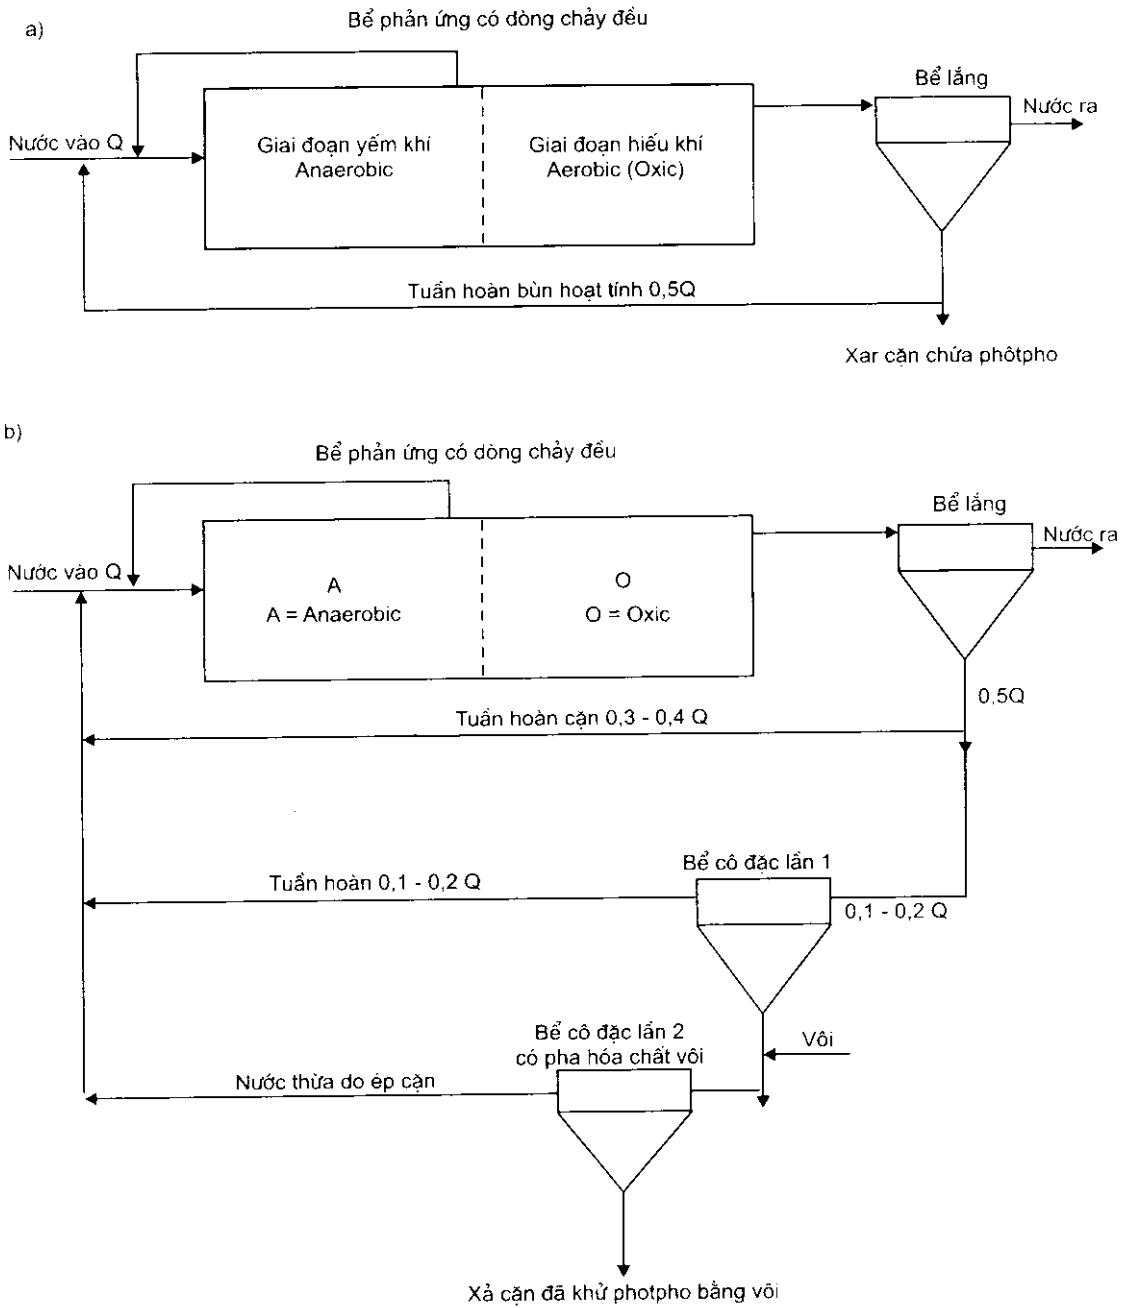 a)
Bể phản ứng có dòng chảy đều
Bể lắng
Nước ra
Nước vào Q
Giai đoạn yếm khí
Anaerobic
Giai đoạn hiếu khí
Aerobic (Oxic)
Tuần hoàn bùn hoạt tính 0,5Q
Xar cặn chứa phôtpho
b)
Bể phản ứng có dòng chảy đều
Bể lắng
Nước ra
Nước vào Q
A
A = Anaerobic
O
O = Oxic
0,5Q
Tuần hoàn cặn 0,3 - 0,4 Q
Bể cô đặc lần 1
Tuần hoàn 0,1 - 0,2 Q
0,1 - 0,2 Q
Bể cô đặc lần 2
có pha hóa chất vôi
Vôi
Nước thừa do ép cặn
Xả cặn đã khử photpho bằng vôi